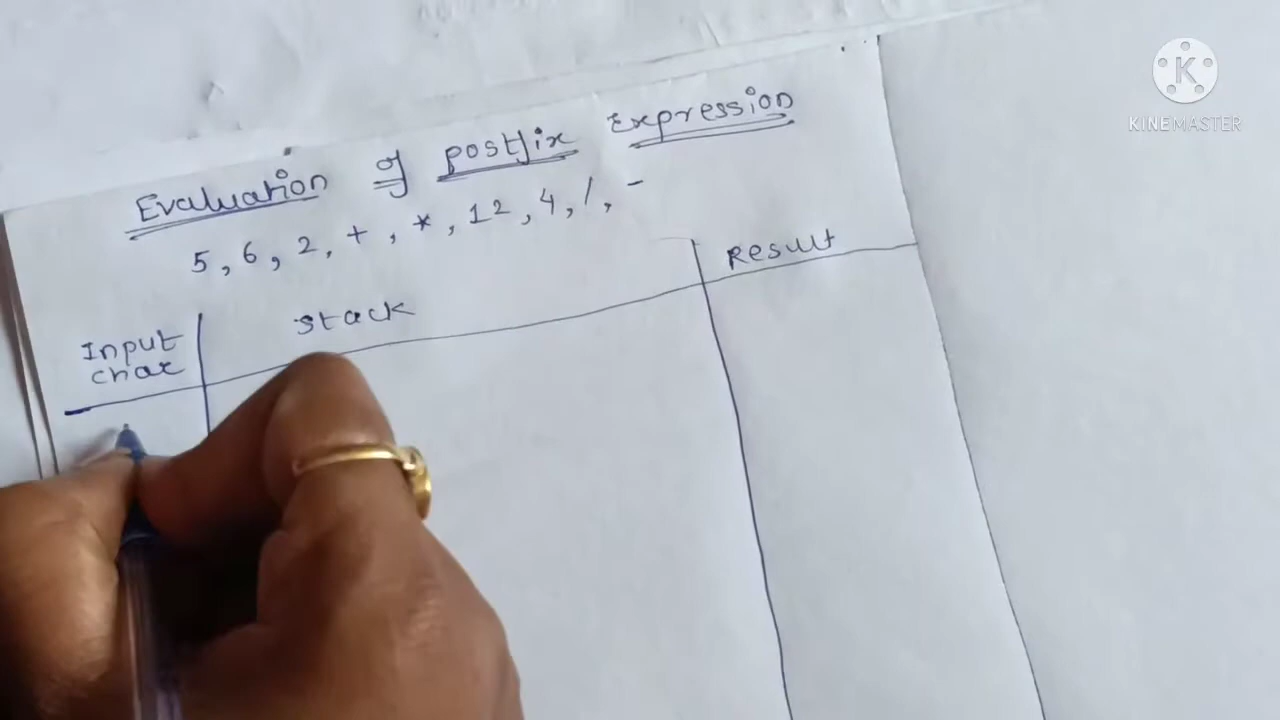 Evaluation of postfix Expression
5, 6, 2, +, *, 12, 4, /, -
Input char
Stack
Result
K
KINEMASTER